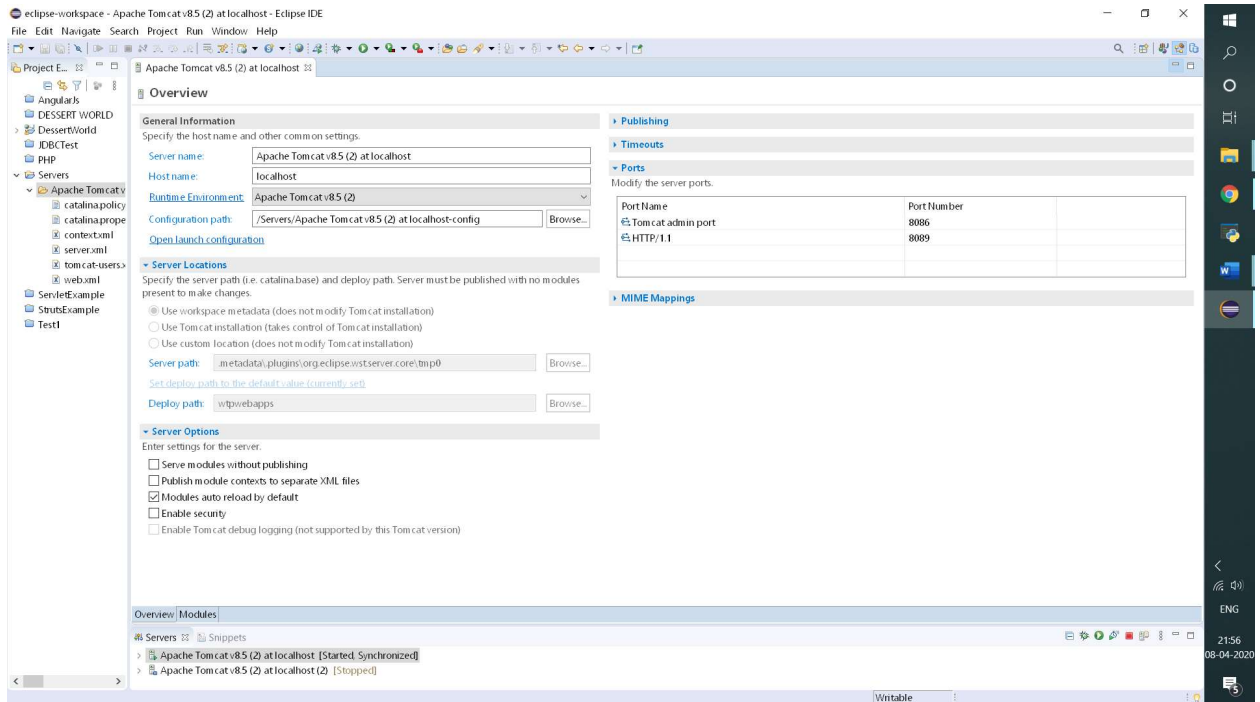 eclipse-workspace - Apache Tomcat v8.5 (2) at localhost - Eclipse IDE
File Edit Navigate Search Project Run Window Help
Project E...
AngularJs
DESSERT WORLD
DessertWorld
JDBCTest
PHP
Servers
Apache Tomcat v
catalina.policy
catalina.prope
context.xml
server.xml
tomcat-users.x
web.xml
ServletExample
StrutsExample
Test1
Apache Tomcat v8.5 (2) at localhost
Overview
General Information
Specify the host name and other common settings.
Server name: Apache Tomcat v8.5 (2) at localhost
Host name: localhost
Runtime Environment: Apache Tomcat v8.5 (2)
Configuration path: /Servers/Apache Tomcat v8.5 (2) at localhost-config Browse...
Open launch configuration
Server Locations
Specify the server path (i.e. catalina.base) and deploy path. Server must be published with no modules
present to make changes.
Use workspace metadata (does not modify Tomcat installation)
Use Tomcat installation (takes control of Tomcat installation)
Use custom location (does not modify Tomcat installation)
Server path: .metadata\.plugins\org.eclipse.wst.server.core\tmp0 Browse...
Set deploy path to the default value (currently set)
Deploy path: wtpwebapps Browse...
Server Options
Enter settings for the server.
Serve modules without publishing
Publish module contexts to separate XML files
Modules auto reload by default
Enable security
Enable Tomcat debug logging (not supported by this Tomcat version)
Publishing
Timeouts
Ports
Modify the server ports.
Port Name Port Number
Tomcat admin port 8086
HTTP/1.1 8089
MIME Mappings
Overview Modules
Servers Snippets
Apache Tomcat v8.5 (2) at localhost [Started, Synchronized]
Apache Tomcat v8.5 (2) at localhost (2) [Stopped]
Writable
W
ENG
21:56
08-04-2020
5